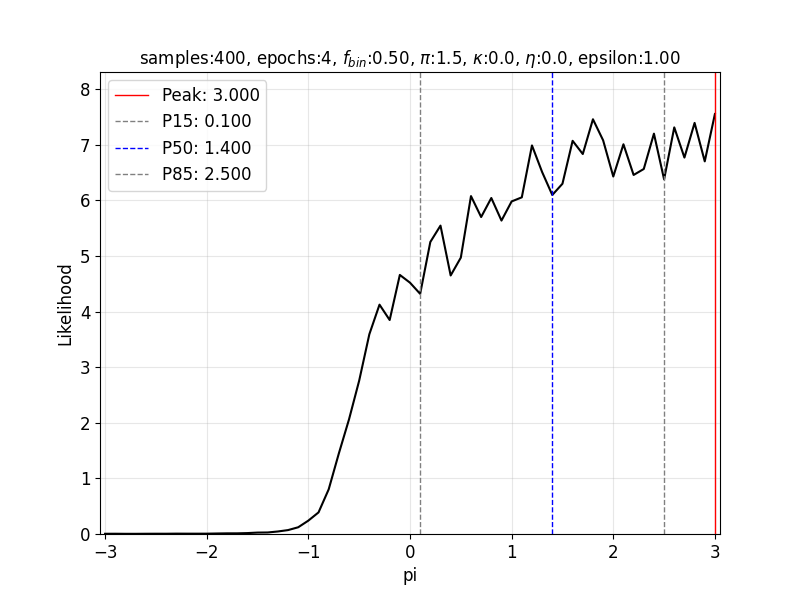 samples:400, epochs:4, f_bin:0.50, π:1.5, κ:0.0, η:0.0, epsilon:1.00
Peak: 3.000
P15: 0.100
P50: 1.400
P85: 2.500
Likelihood
8
7
6
5
4
3
2
1
0
−3
−2
−1
0
1
2
3
pi